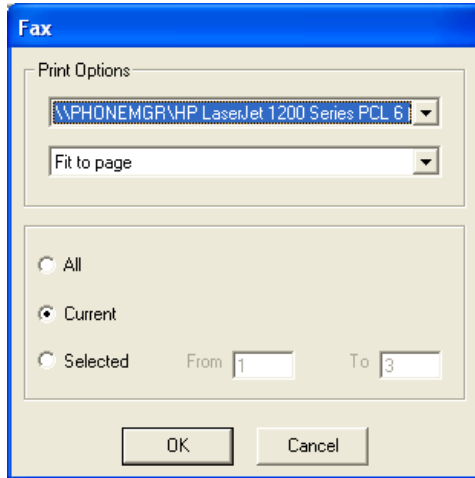 Fax
Print Options
\\PHONEMGR\HP LaserJet 1200 Series PCL 6
Fit to page
All
Current
Selected From 1 To 3
OK Cancel